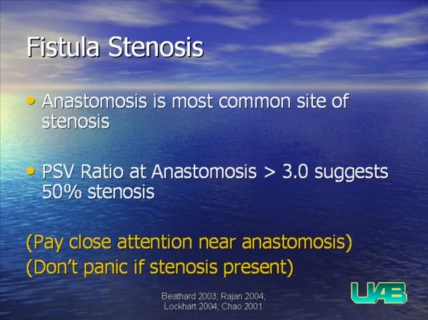 Fistula Stenosis
• Anastomosis is most common site of
stenosis
• PSV Ratio at Anastomosis > 3.0 suggests
50% stenosis
(Pay close attention near anastomosis)
(Don't panic if stenosis present)
Beathard 2003; Rajan 2004;
Lockhart 2004; Chao 2001
UAB